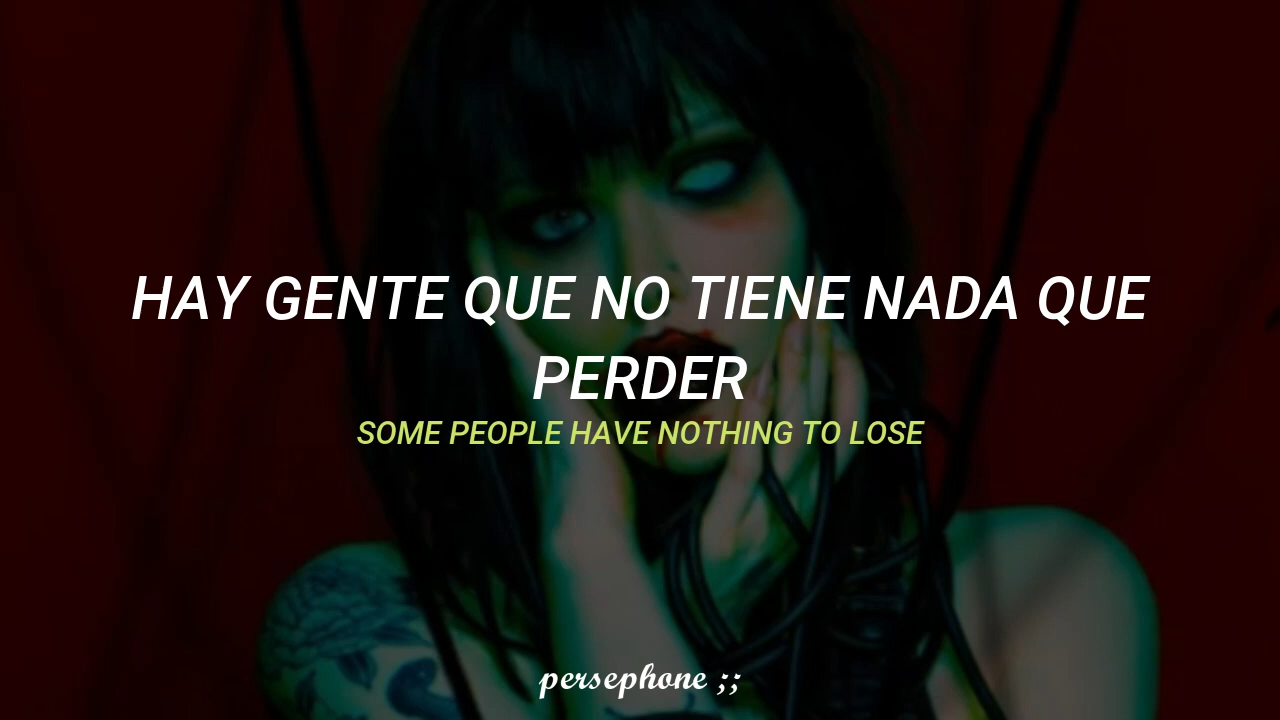 HAY GENTE QUE NO TIENE NADA QUE
PERDER
SOME PEOPLE HAVE NOTHING TO LOSE
persephone ;;